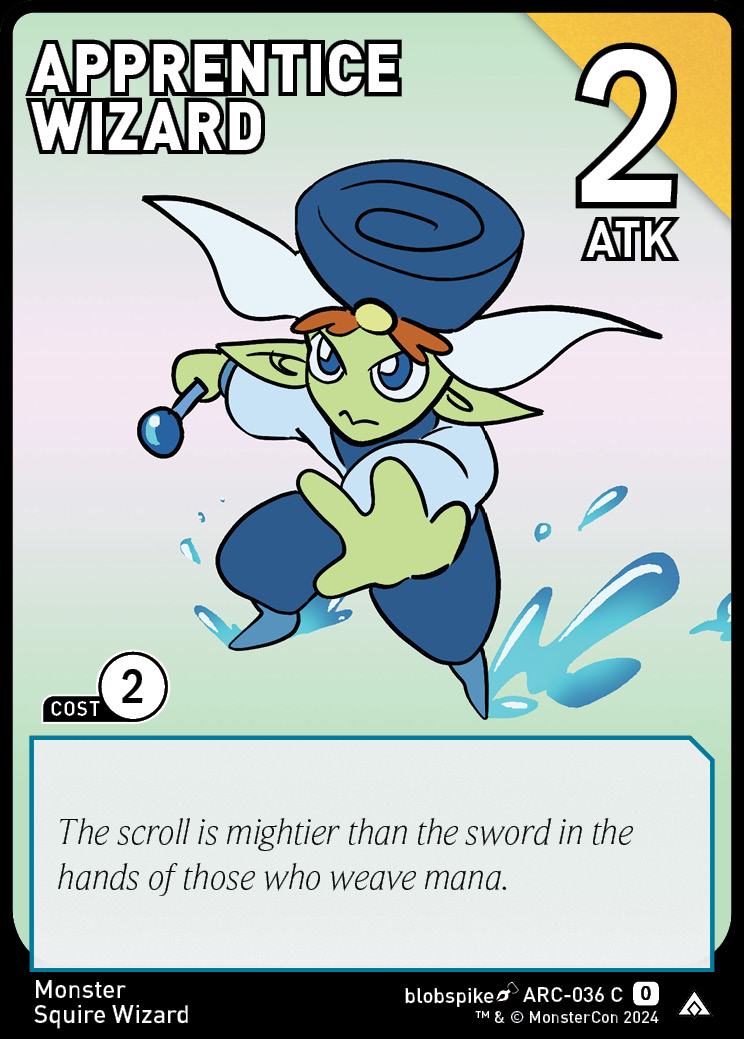 APPRENTICE
WIZARD
2
ATK
COST 2
The scroll is mightier than the sword in the
hands of those who weave mana.
Monster
Squire Wizard
blobspike ARC-036 C 0
™ & © MonsterCon 2024